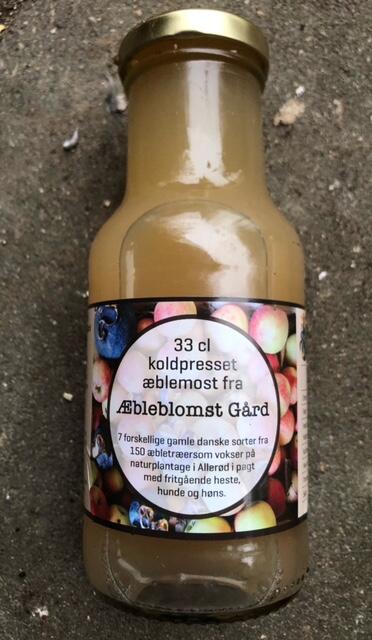 33 cl
koldpresset
æblemost fra
Æbleblomst Gård
7 forskellige gamle danske sorter fra
150 æbletræersom vokser på
naturplantage i Allerød i pagt
med fritgående heste,
hunde og høns.